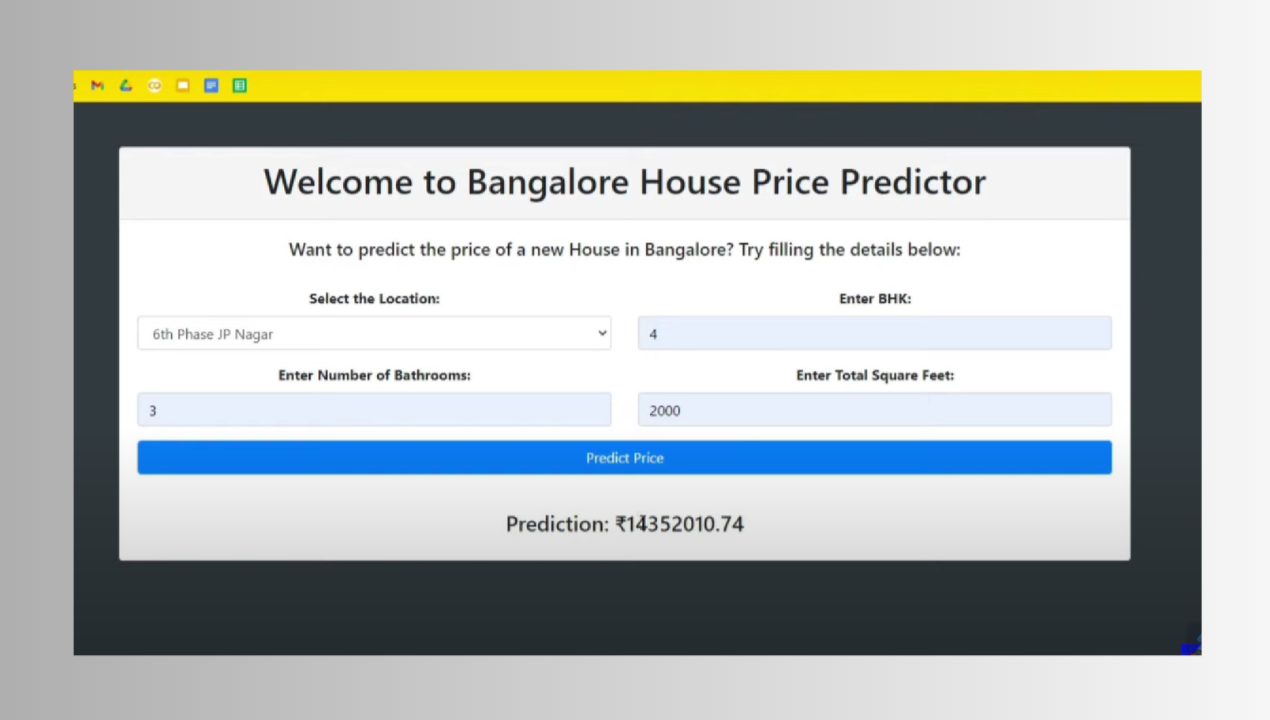 Welcome to Bangalore House Price Predictor
Want to predict the price of a new House in Bangalore? Try filling the details below:
Select the Location:
Enter BHK:
6th Phase JP Nagar
4
Enter Number of Bathrooms:
Enter Total Square Feet:
3
2000
Predict Price
Prediction: ₹14352010.74